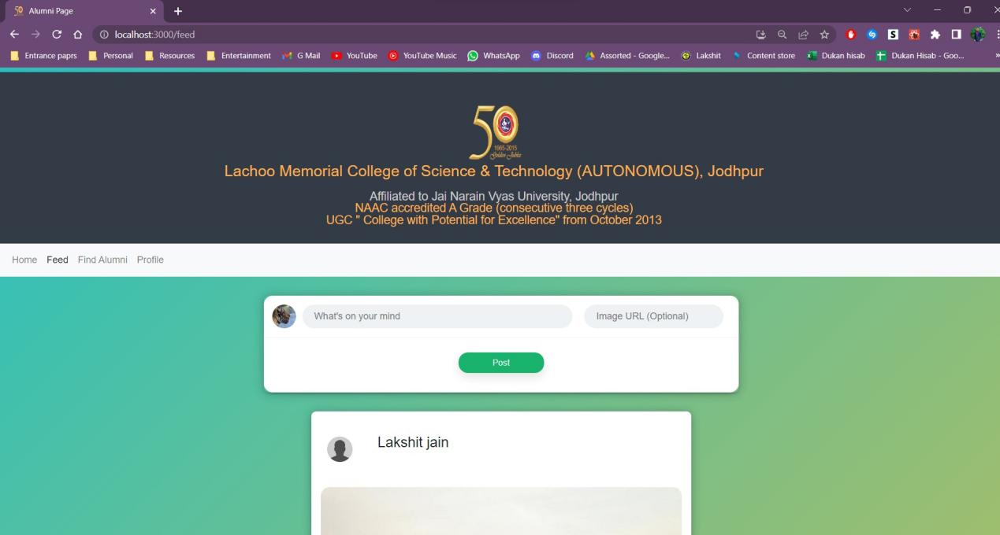 Alumni Page
localhost:3000/feed
Entrance paprs Personal Resources Entertainment G Mail YouTube YouTube Music WhatsApp Discord Assorted - Google... Lakshit Content store Dukan hisab Dukan Hisab - Goo... »
50
1965-2015
Golden Jubilee
Lachoo Memorial College of Science & Technology (AUTONOMOUS), Jodhpur
Affiliated to Jai Narain Vyas University, Jodhpur
NAAC accredited A Grade (consecutive three cycles)
UGC " College with Potential for Excellence" from October 2013
Home Feed Find Alumni Profile
What's on your mind Image URL (Optional)
Post
Lakshit jain